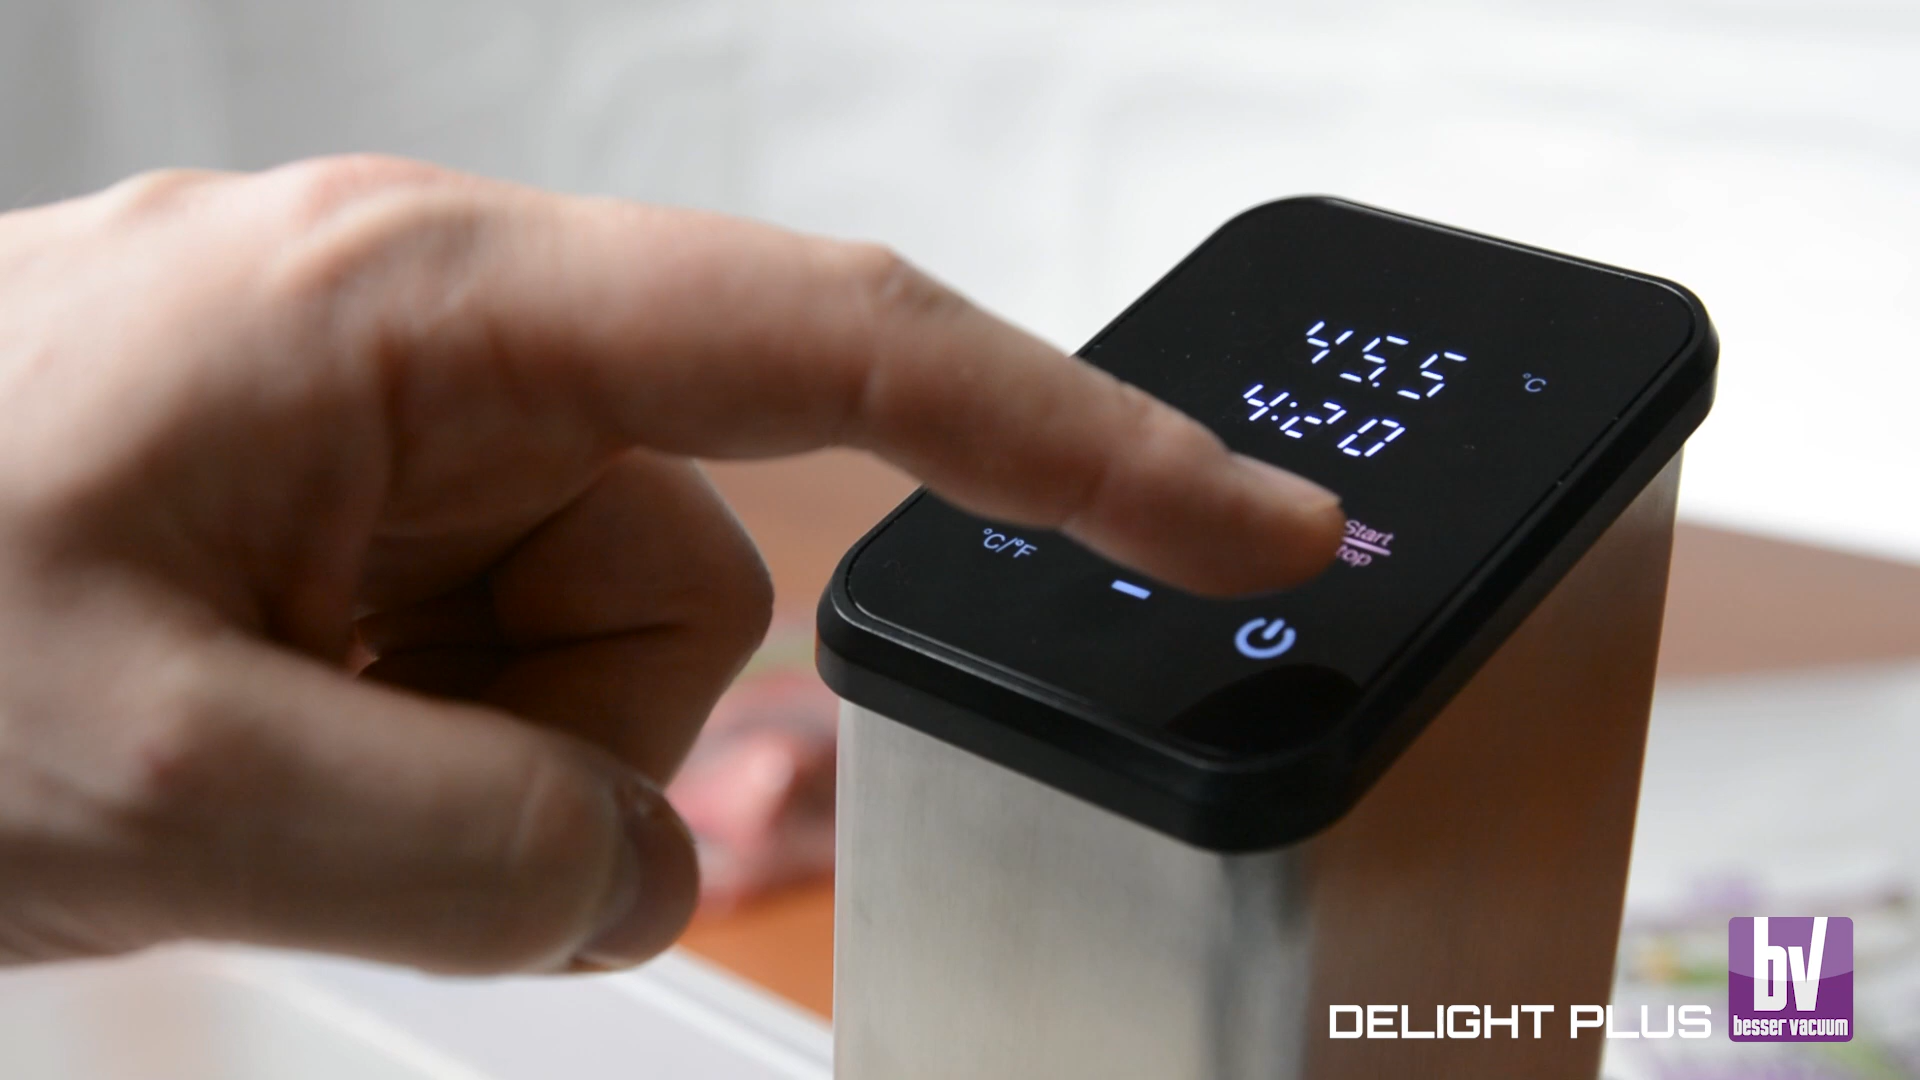 45.5 °C
4:20
Start
°C/°F
DELIGHT PLUS
bv
besser vacuum